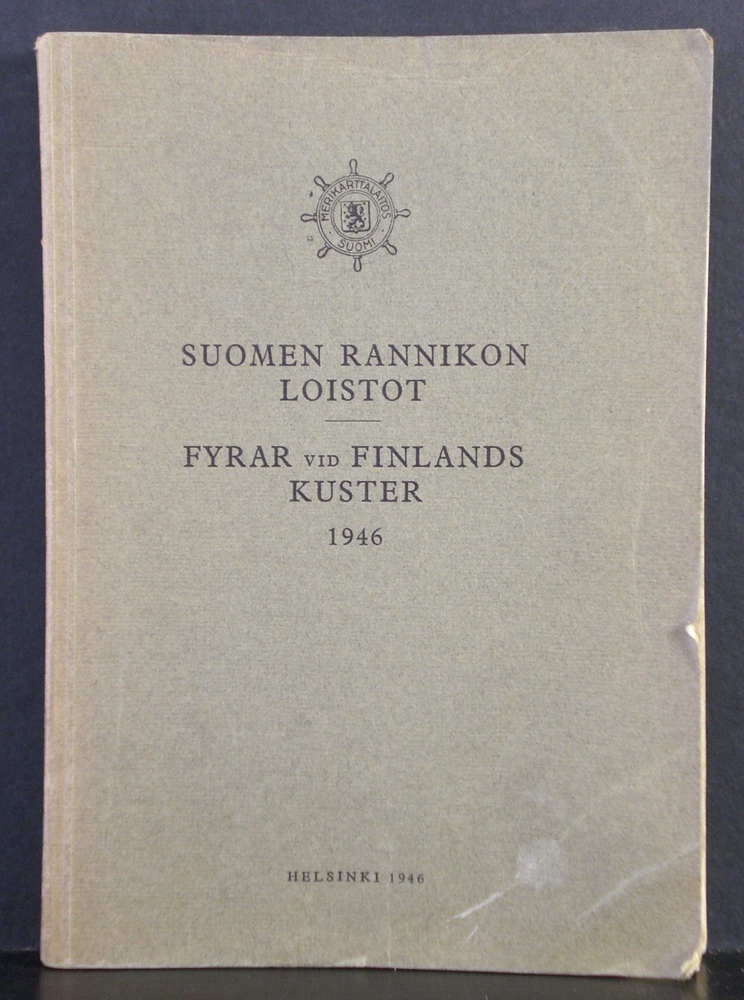 MERIKARTTALAITOS
SUOMI
SUOMEN RANNIKON
LOISTOT
FYRAR VID FINLANDS
KUSTER
1946
HELSINKI 1946